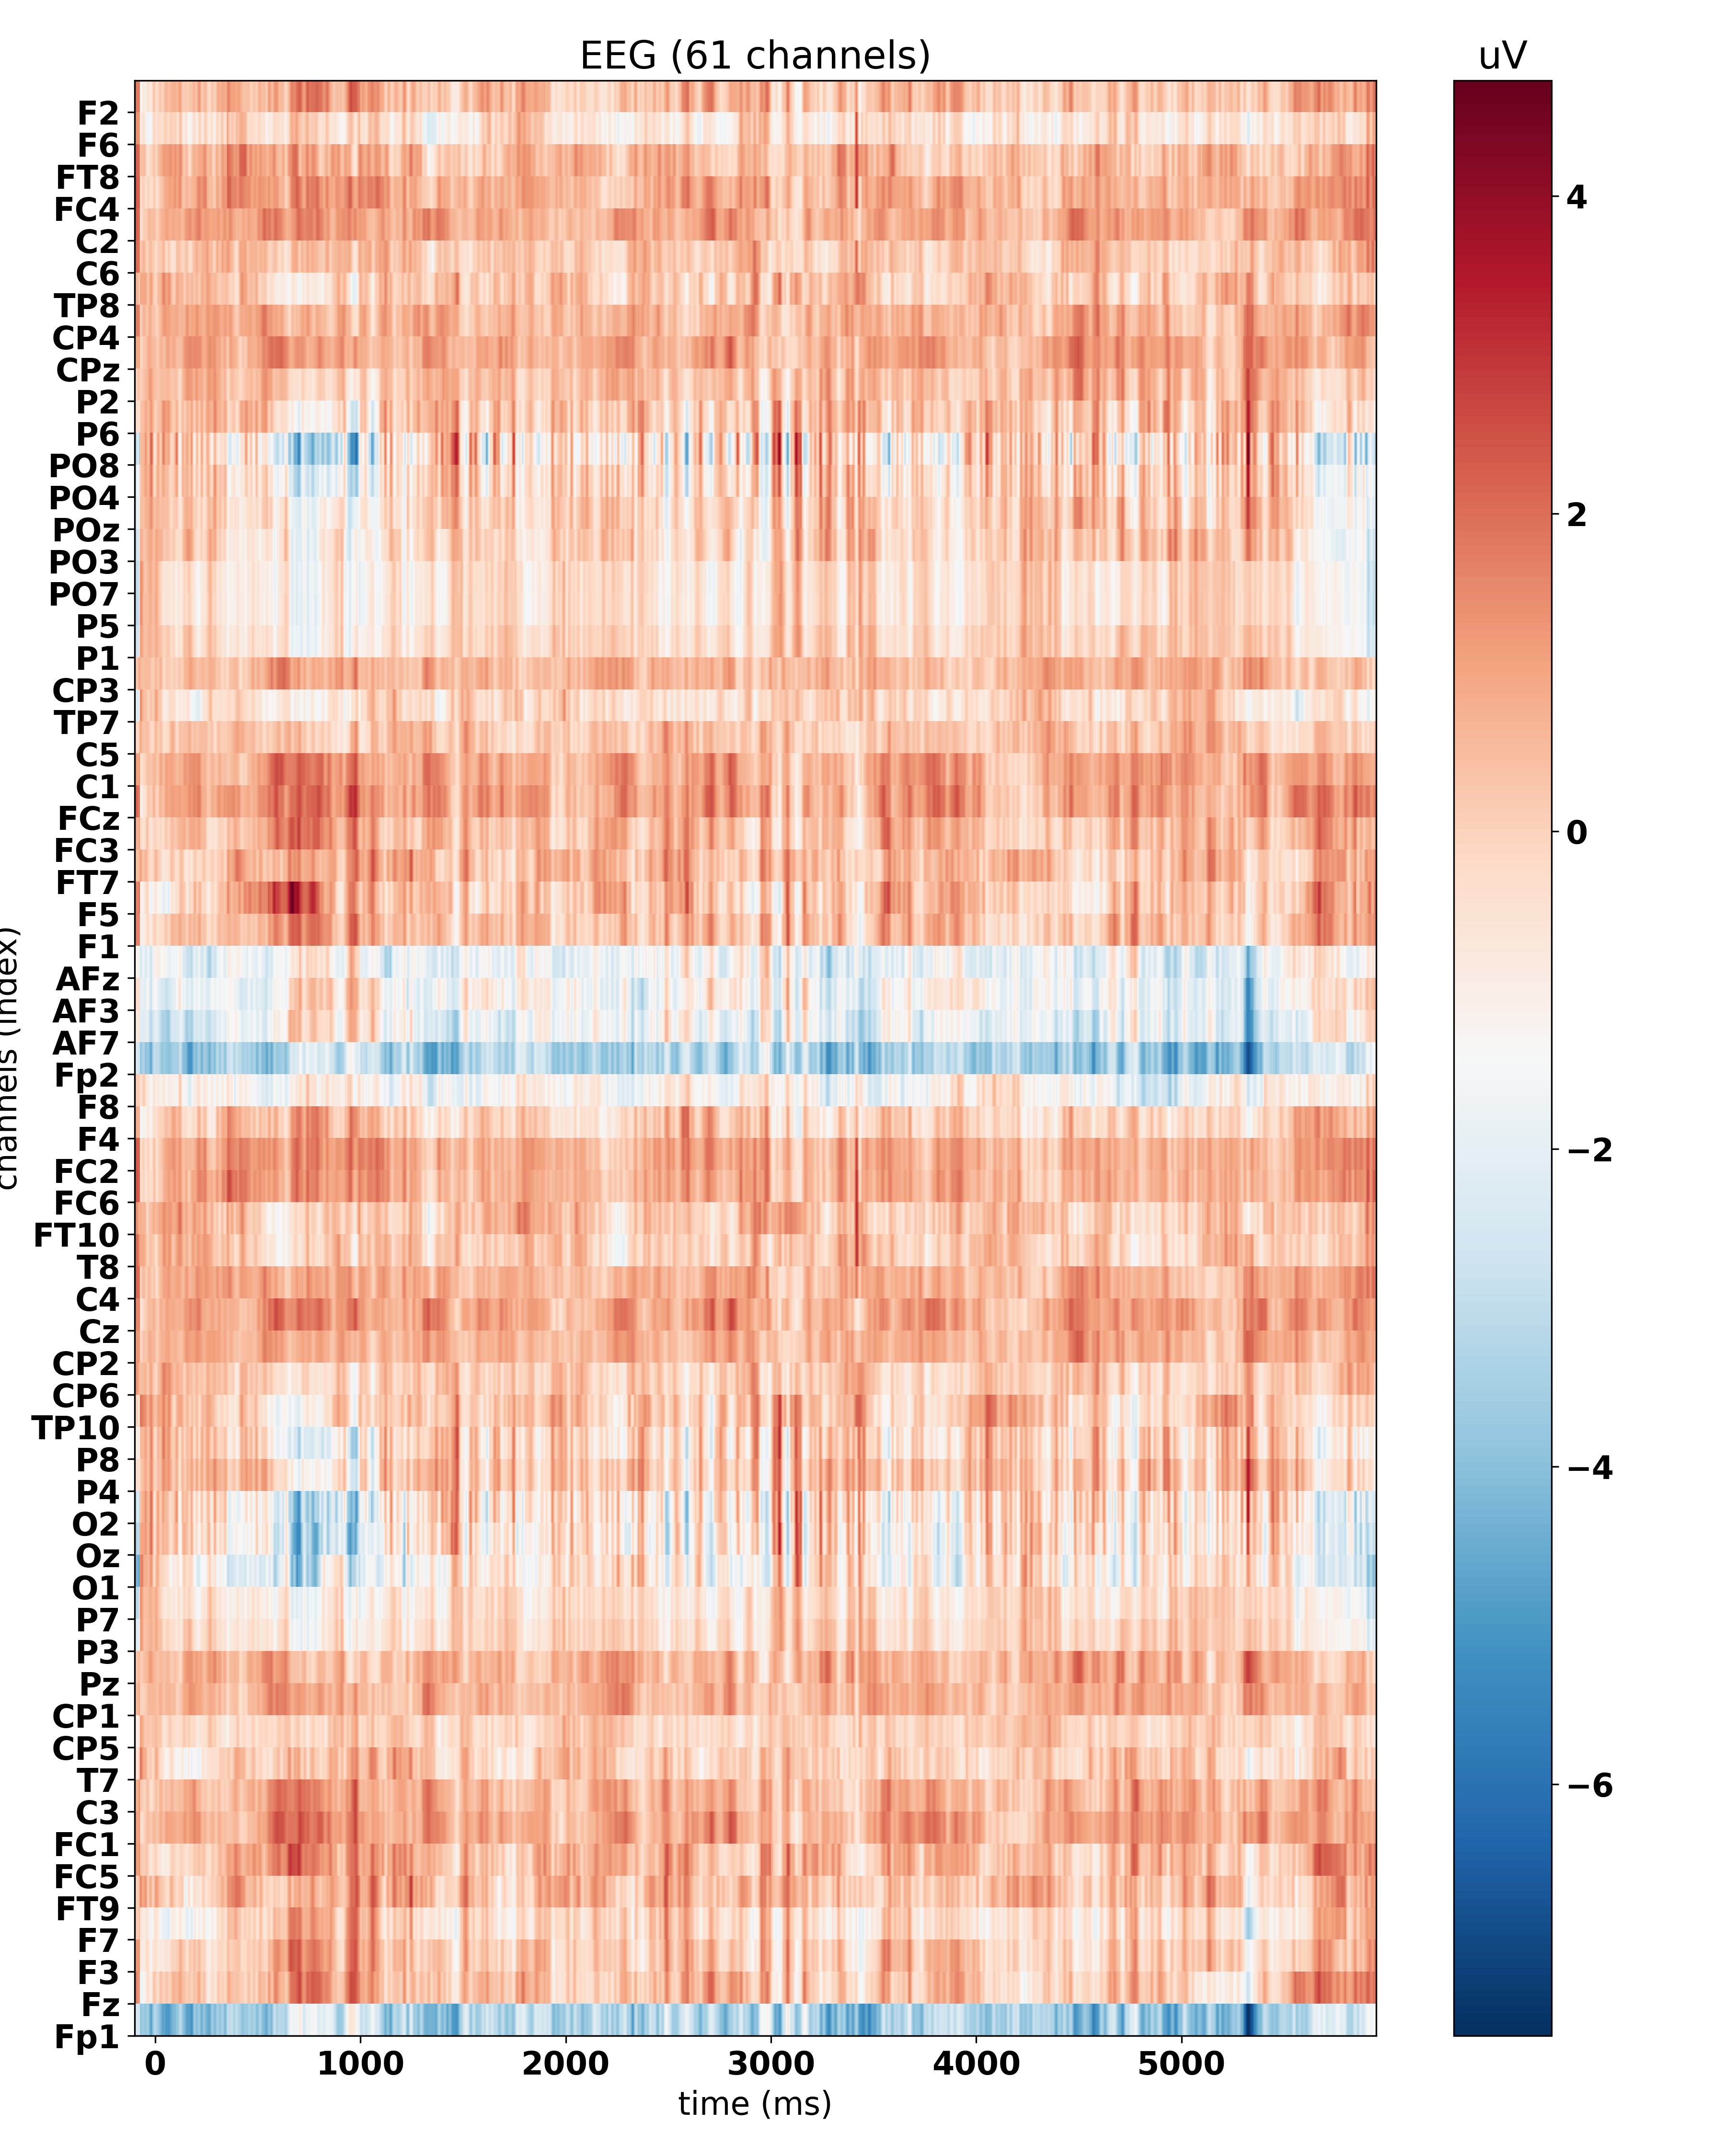 EEG (61 channels)
uV
F2
F6
FT8
FC4
C2
C6
TP8
CP4
CPz
P2
P6
PO8
PO4
POz
PO3
PO7
P5
P1
CP3
TP7
C5
C1
FCz
FC3
FT7
F5
F1
AFz
AF3
AF7
Fp2
F8
F4
FC2
FC6
FT10
T8
C4
Cz
CP2
CP6
TP10
P8
P4
O2
Oz
O1
P7
P3
Pz
CP1
CP5
T7
C3
FC1
FC5
FT9
F7
F3
Fz
Fp1
channels (index)
0 1000 2000 3000 4000 5000
time (ms)
4
2
0
−2
−4
−6